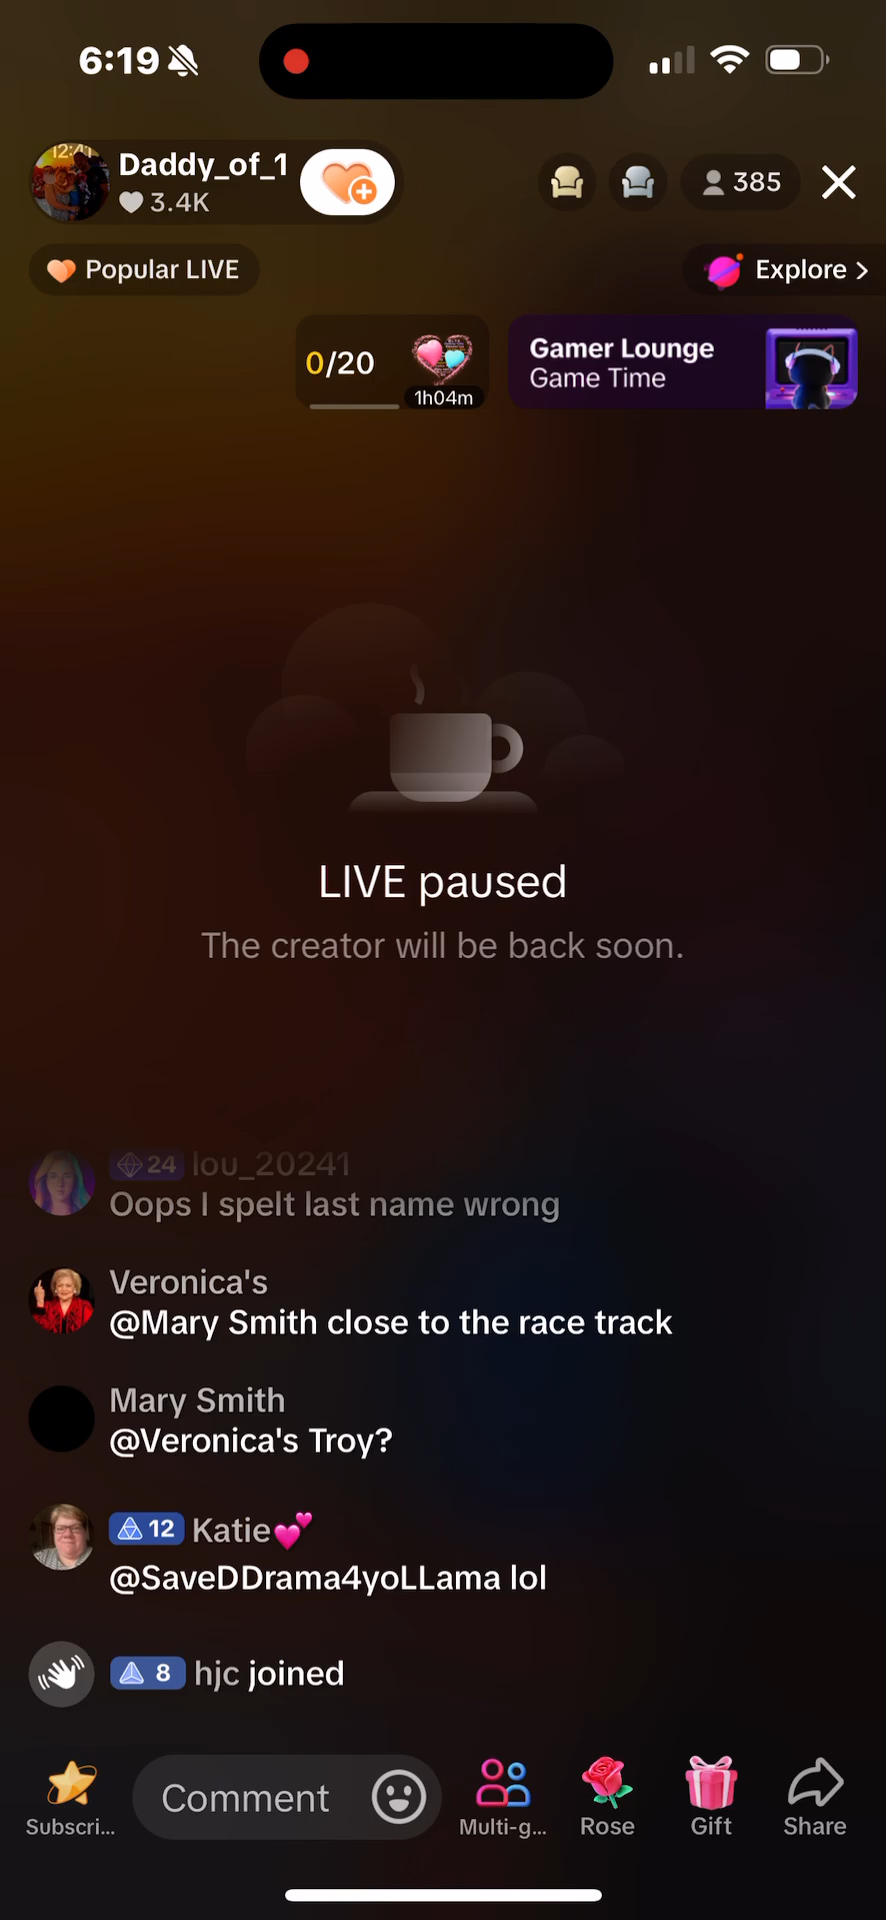 6:19
12:41
Daddy_of_1
3.4K
385
Popular LIVE
Explore >
0/20
1h04m
Gamer Lounge
Game Time
LIVE paused
The creator will be back soon.
24 lou_20241
Oops I spelt last name wrong
Veronica's
@Mary Smith close to the race track
Mary Smith
@Veronica's Troy?
12 Katie💕
@SaveDDrama4yoLLama lol
8 hjc joined
Subscri...
Comment
Multi-g...
Rose
Gift
Share